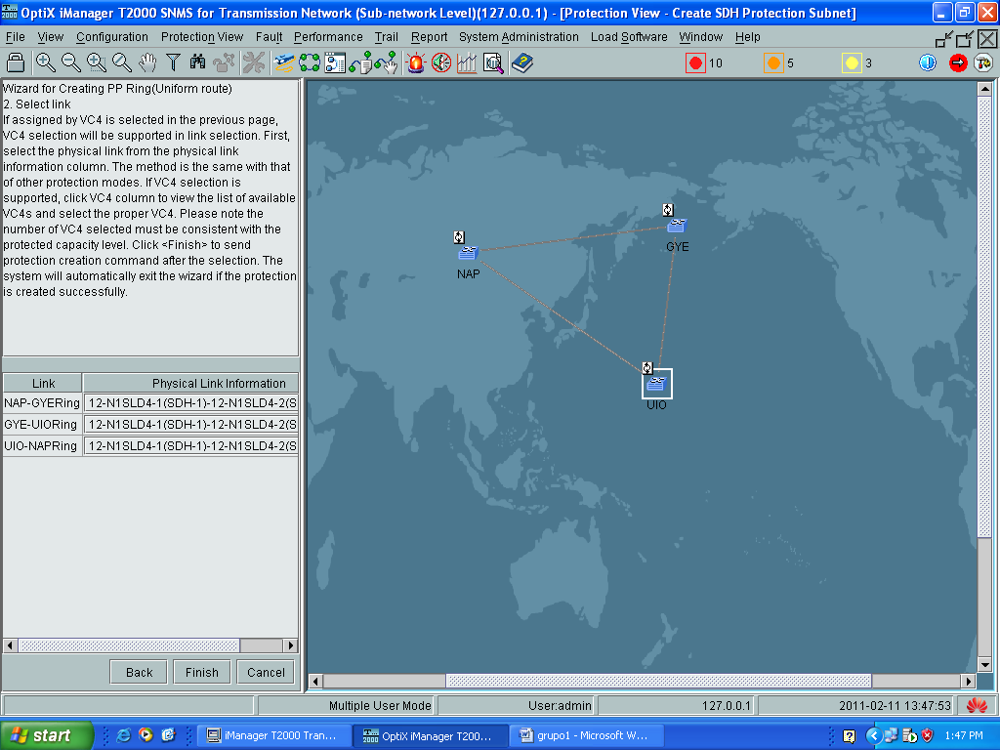 OptiX iManager T2000 SNMS for Transmission Network (Sub-network Level)(127.0.0.1) - [Protection View - Create SDH Protection Subnet]
File View Configuration Protection View Fault Performance Trail Report System Administration Load Software Window Help
10 5 3
Wizard for Creating PP Ring(Uniform route)
2. Select link
If assigned by VC4 is selected in the previous page,
VC4 selection will be supported in link selection. First,
select the physical link from the physical link
information column. The method is the same with that
of other protection modes. If VC4 selection is
supported, click VC4 column to view the list of available
VC4s and select the proper VC4. Please note the
number of VC4 selected must be consistent with the
protected capacity level. Click <Finish> to send
protection creation command after the selection. The
system will automatically exit the wizard if the protection
is created successfully.
Link Physical Link Information
NAP-GYERing 12-N1SLD4-1(SDH-1)-12-N1SLD4-2(S
GYE-UIORing 12-N1SLD4-1(SDH-1)-12-N1SLD4-2(S
UIO-NAPRing 12-N1SLD4-1(SDH-1)-12-N1SLD4-2(S
Back Finish Cancel
GYE
NAP
UIO
Multiple User Mode User:admin 127.0.0.1 2011-02-11 13:47:53
start iManager T2000 Tran... OptiX iManager T200... grupo1 - Microsoft W... 1:47 PM